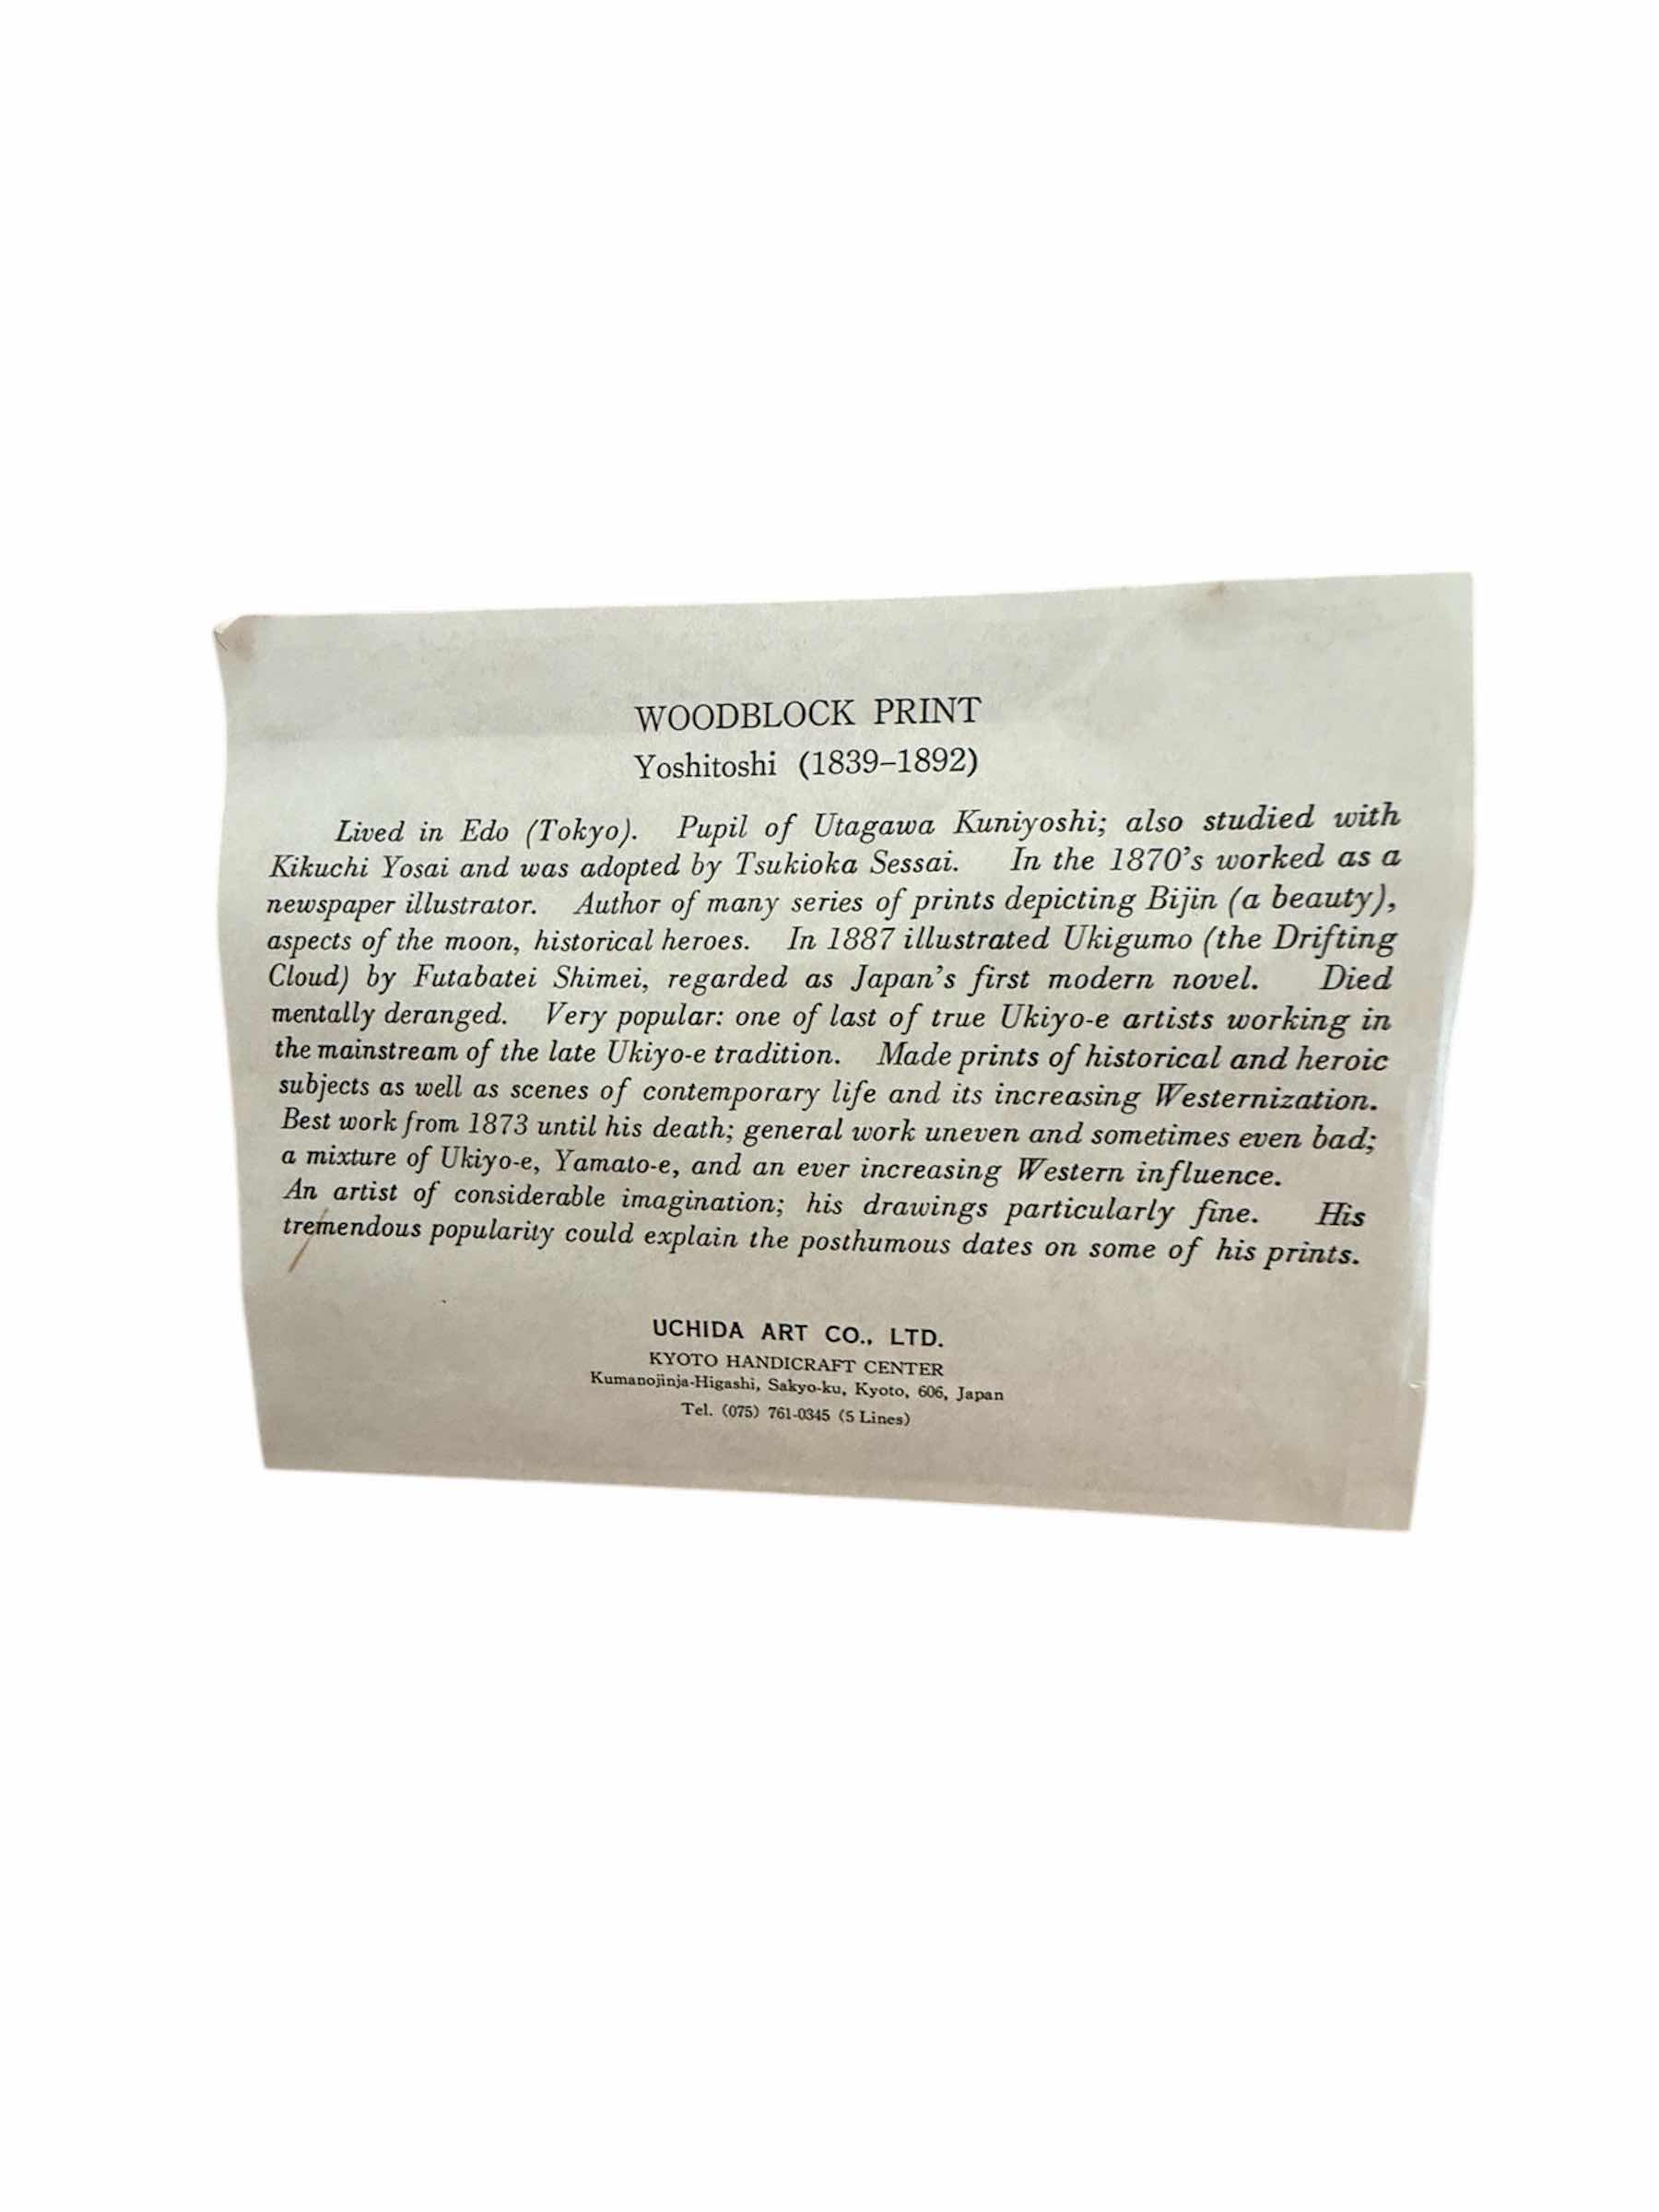 WOODBLOCK PRINT
Yoshitoshi (1839–1892)
Lived in Edo (Tokyo). Pupil of Utagawa Kuniyoshi; also studied with
Kikuchi Yosai and was adopted by Tsukioka Sessai. In the 1870's worked as a
newspaper illustrator. Author of many series of prints depicting Bijin (a beauty),
aspects of the moon, historical heroes. In 1887 illustrated Ukigumo (the Drifting
Cloud) by Futabatei Shimei, regarded as Japan's first modern novel. Died
mentally deranged. Very popular: one of last of true Ukiyo-e artists working in
the mainstream of the late Ukiyo-e tradition. Made prints of historical and heroic
subjects as well as scenes of contemporary life and its increasing Westernization.
Best work from 1873 until his death; general work uneven and sometimes even bad;
a mixture of Ukiyo-e, Yamato-e, and an ever increasing Western influence.
An artist of considerable imagination; his drawings particularly fine. His
tremendous popularity could explain the posthumous dates on some of his prints.
UCHIDA ART CO., LTD.
KYOTO HANDICRAFT CENTER
Kumanojinja-Higashi, Sakyo-ku, Kyoto, 606, Japan
Tel. (075) 761-0345 (5 Lines)